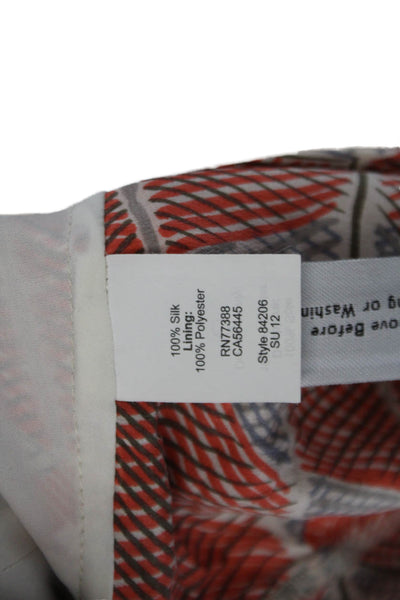 100% Silk
Lining:
100% Polyester
RN77388
CA56445
Style 84206
SU 12
ove Before
ng or Washin